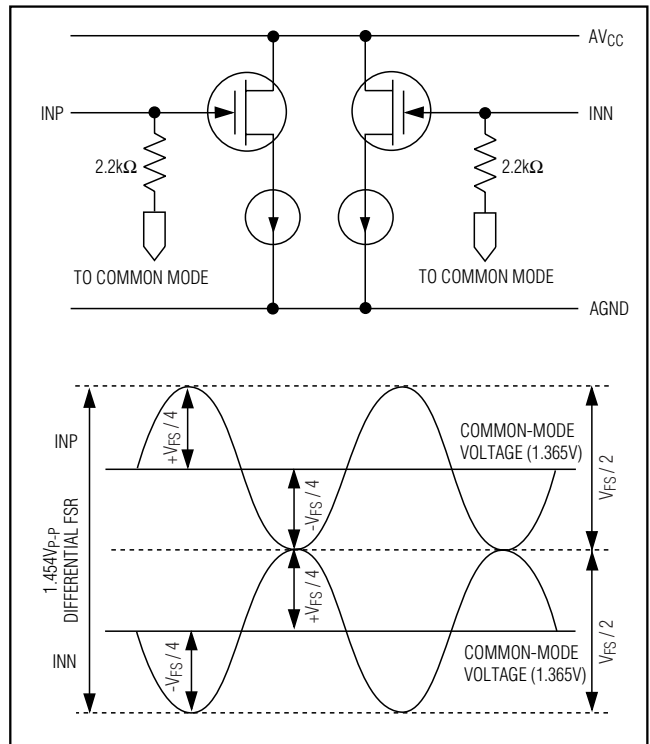 AVCC
INP
INN
2.2kΩ
2.2kΩ
TO COMMON MODE
TO COMMON MODE
AGND
INP
+VFS / 4
COMMON-MODE
VOLTAGE (1.365V)
VFS / 2
-VFS / 4
1.454VP-P
DIFFERENTIAL FSR
+VFS / 4
INN
-VFS / 4
COMMON-MODE
VOLTAGE (1.365V)
VFS / 2